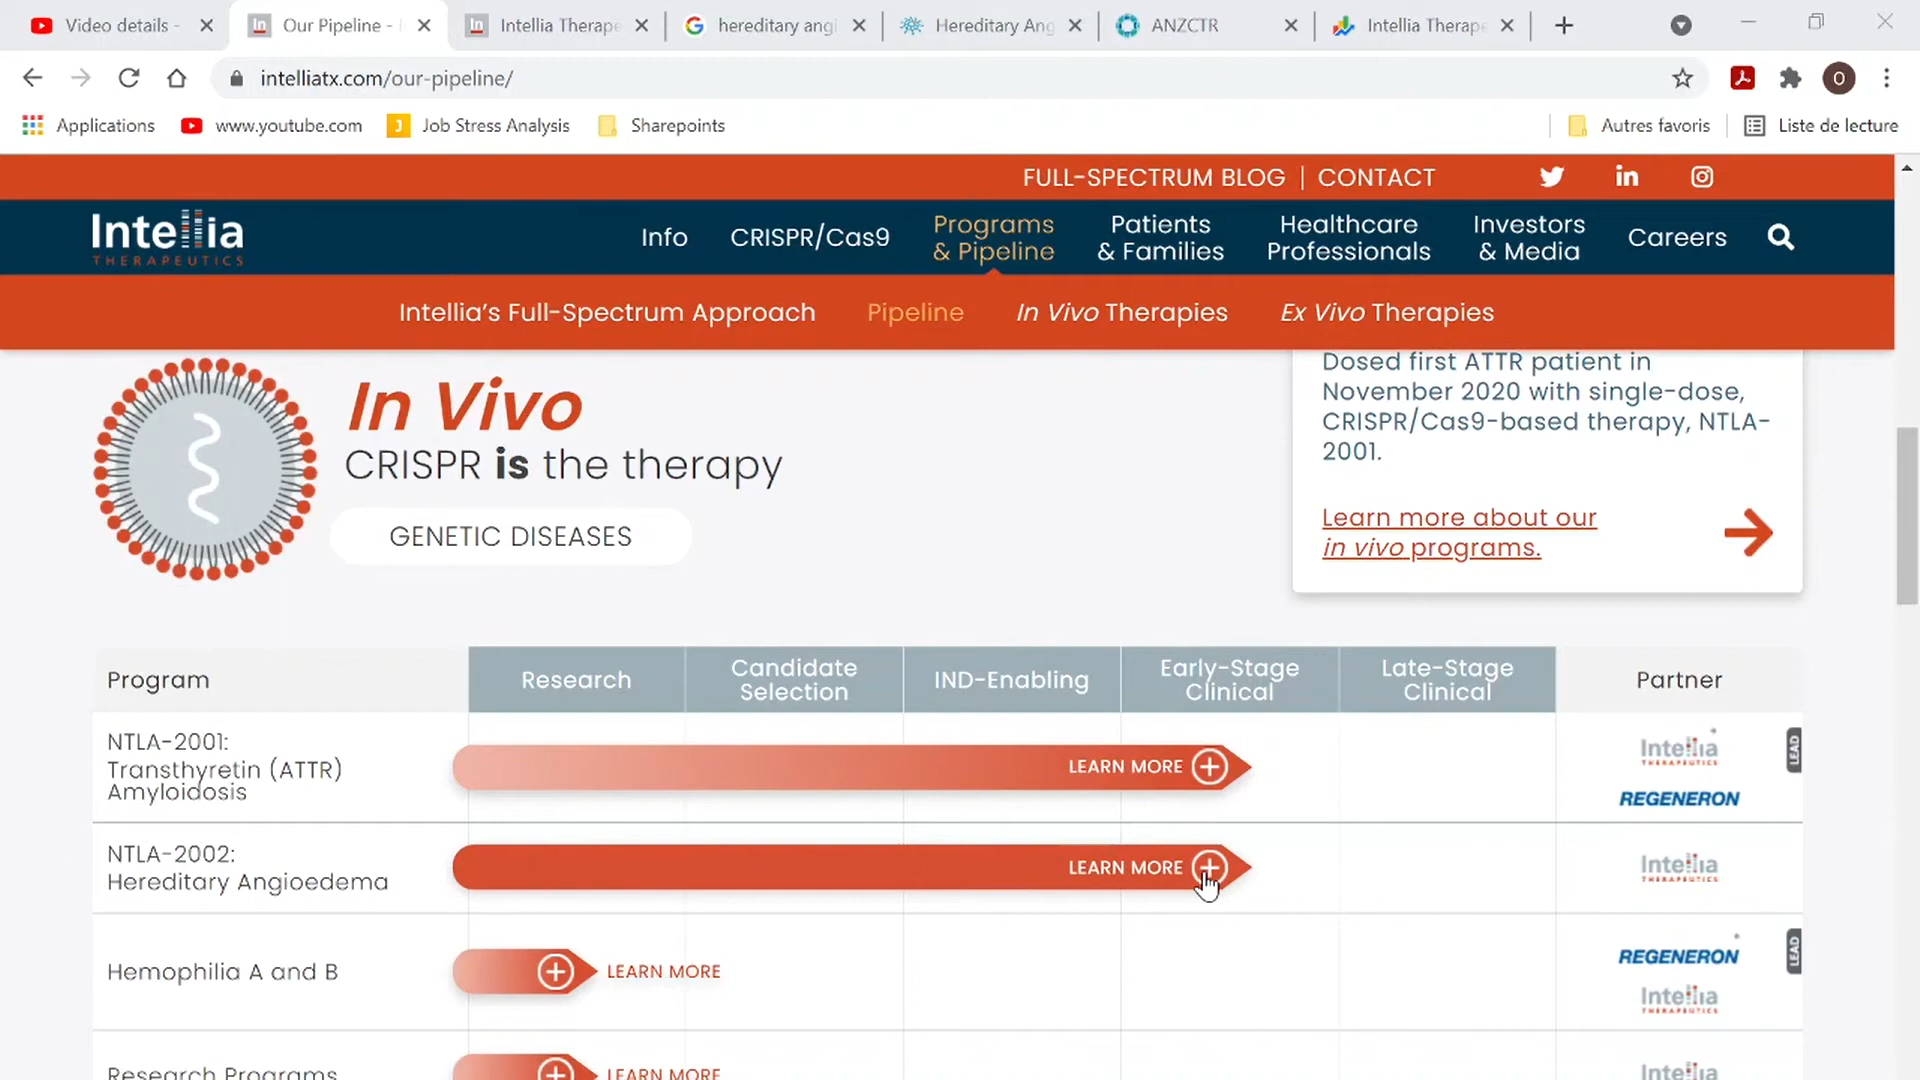 Video details -
Our Pipeline -
Intellia Therape
hereditary angi
Hereditary Ang
ANZCTR
Intellia Therap
intelliatx.com/our-pipeline/
O
Applications
www.youtube.com
J
Job Stress Analysis
Sharepoints
Autres favoris
Liste de lecture
FULL-SPECTRUM BLOG | CONTACT
Intellia
THERAPEUTICS
Info
CRISPR/Cas9
Programs
& Pipeline
Patients
& Families
Healthcare
Professionals
Investors
& Media
Careers
Intellia's Full-Spectrum Approach
Pipeline
In Vivo Therapies
Ex Vivo Therapies
In Vivo
CRISPR is the therapy
GENETIC DISEASES
Dosed first ATTR patient in
November 2020 with single-dose,
CRISPR/Cas9-based therapy, NTLA-
2001.
Learn more about our
in vivo programs.
Program
Research
Candidate
Selection
IND-Enabling
Early-Stage
Clinical
Late-Stage
Clinical
Partner
NTLA-2001:
Transthyretin (ATTR)
Amyloidosis
LEARN MORE
Intellia
THERAPEUTICS
LEAD
REGENERON
NTLA-2002:
Hereditary Angioedema
LEARN MORE
Intellia
THERAPEUTICS
Hemophilia A and B
LEARN MORE
REGENERON
LEAD
Intellia
THERAPEUTICS
Research Programs
LEARN MORE
Intellia